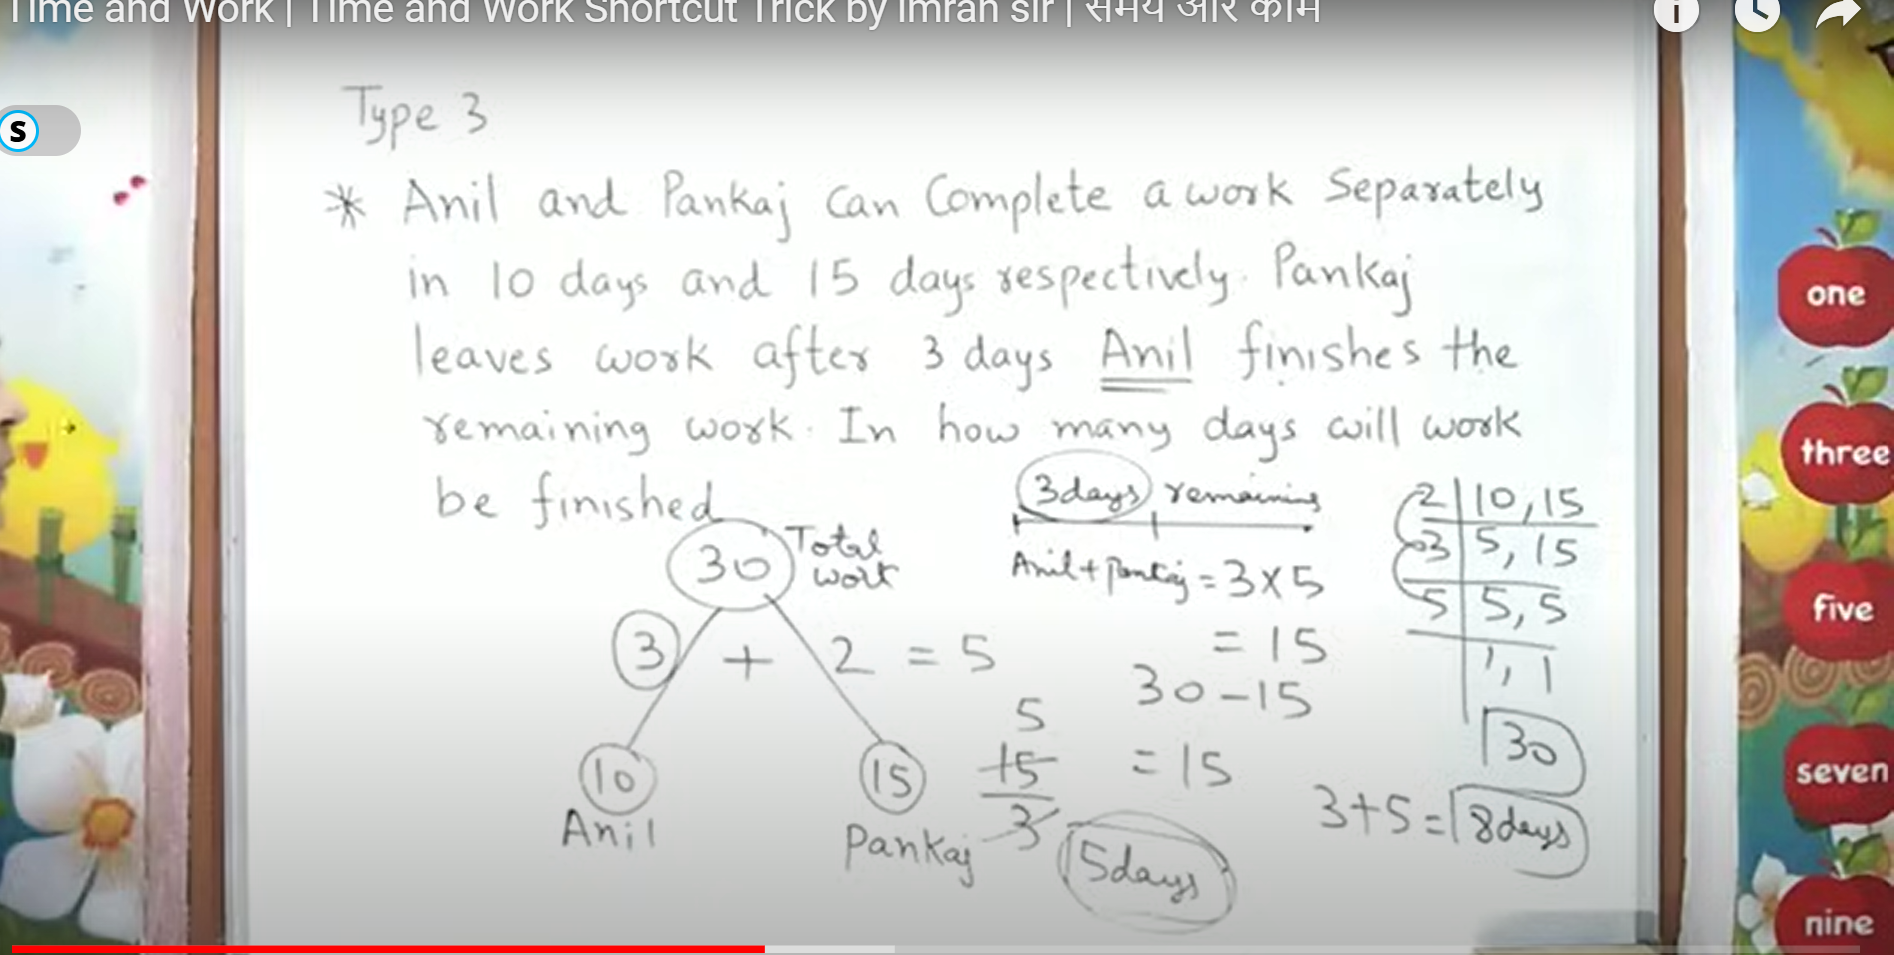 Time and Work | Time and Work Shortcut Trick by imran sir | समय और काम
S
Type 3
* Anil and Pankaj can Complete a work Separately
in 10 days and 15 days respectively. Pankaj
leaves work after 3 days Anil finishes the
remaining work. In how many days will work
be finished
30 Total work
3 + 2 = 5
10 15
Anil Pankaj
3days remaining
Anil + Pankaj = 3×5
= 15
30-15
= 15
5
15
3
5days
2 | 10, 15
3 | 5, 15
5 | 5, 5
1, 1
30
3+5 = 8days
one
three
five
seven
nine